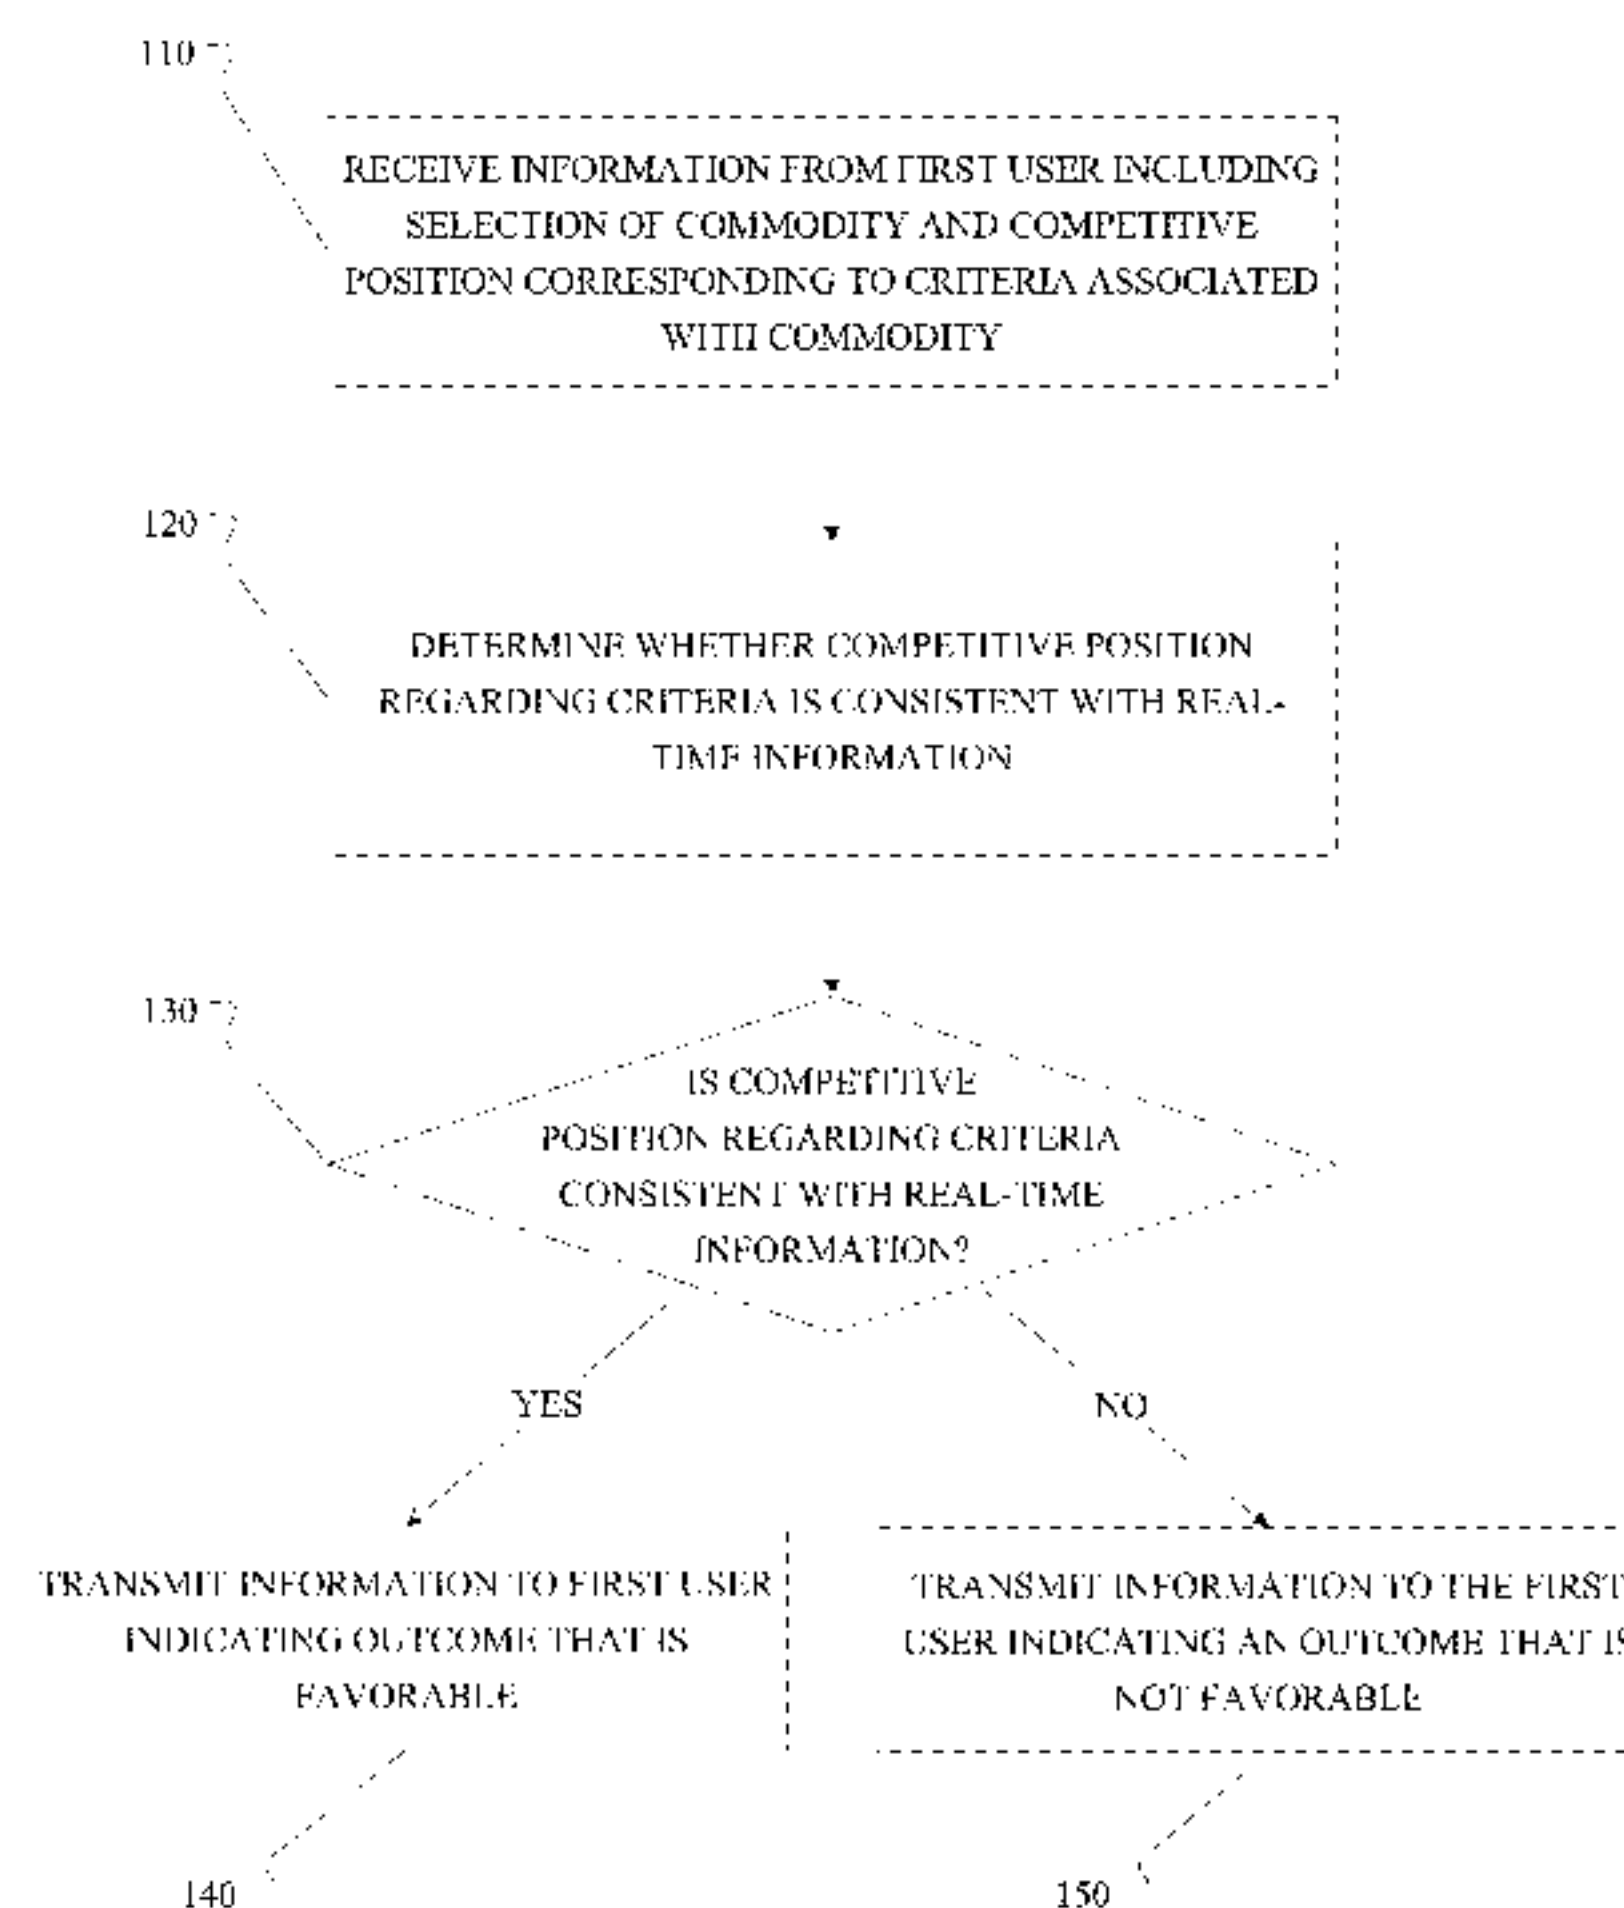 110
RECEIVE INFORMATION FROM FIRST USER INCLUDING
SELECTION OF COMMODITY AND COMPETITIVE
POSITION CORRESPONDING TO CRITERIA ASSOCIATED
WITH COMMODITY
120
DETERMINE WHETHER COMPETITIVE POSITION
REGARDING CRITERIA IS CONSISTENT WITH REAL-
TIME INFORMATION
130
IS COMPETITIVE
POSITION REGARDING CRITERIA
CONSISTENT WITH REAL-TIME
INFORMATION?
YES
NO
TRANSMIT INFORMATION TO FIRST USER
INDICATING OUTCOME THAT IS
FAVORABLE
TRANSMIT INFORMATION TO THE FIRST
USER INDICATING AN OUTCOME THAT IS
NOT FAVORABLE
140
150